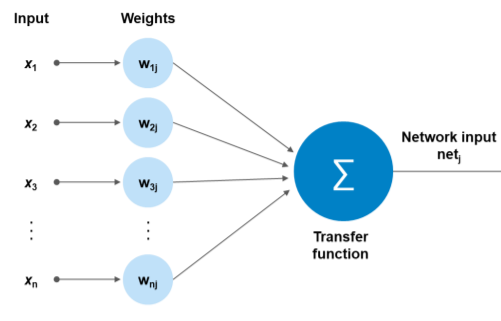 Input Weights
x1 w1j
x2 w2j
x3 w3j
⋮ ⋮
xn wnj
Σ
Transfer
function
Network input
netj